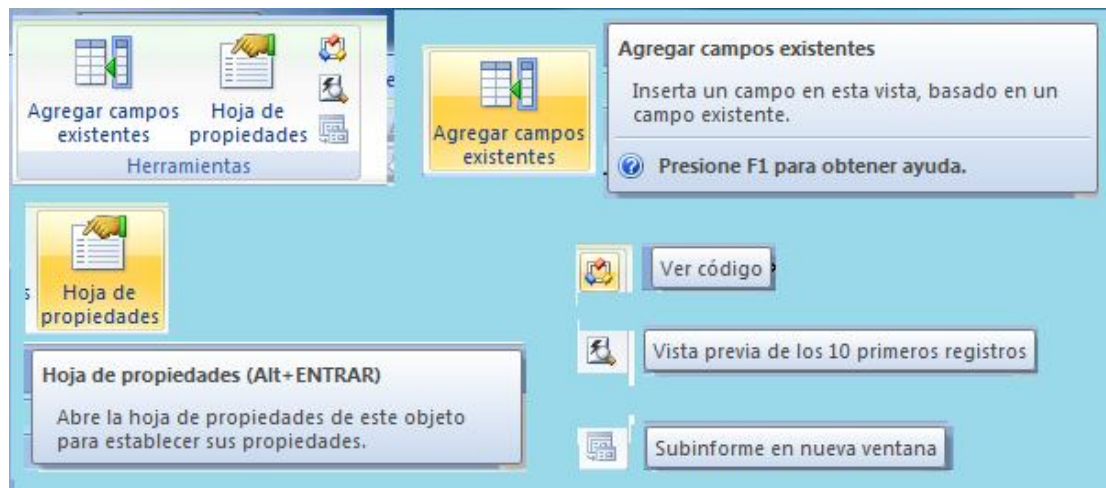 Agregar campos
existentes
Hoja de
propiedades
Herramientas
Agregar campos
existentes
Agregar campos existentes
Inserta un campo en esta vista, basado en un
campo existente.
Presione F1 para obtener ayuda.
Hoja de
propiedades
Hoja de propiedades (Alt+ENTRAR)
Abre la hoja de propiedades de este objeto
para establecer sus propiedades.
Ver código
Vista previa de los 10 primeros registros
Subinforme en nueva ventana